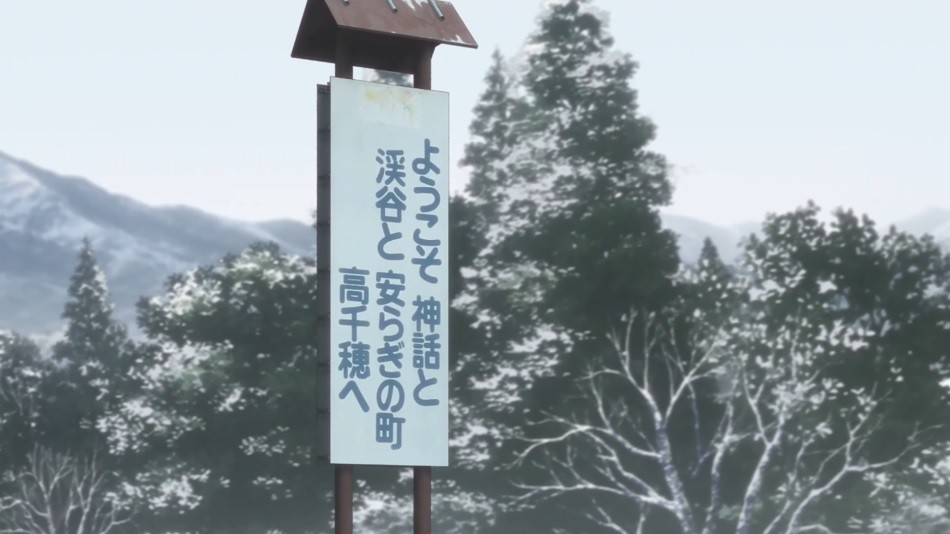 ようこそ 神話と
渓谷と 安らぎの町
高千穂へ